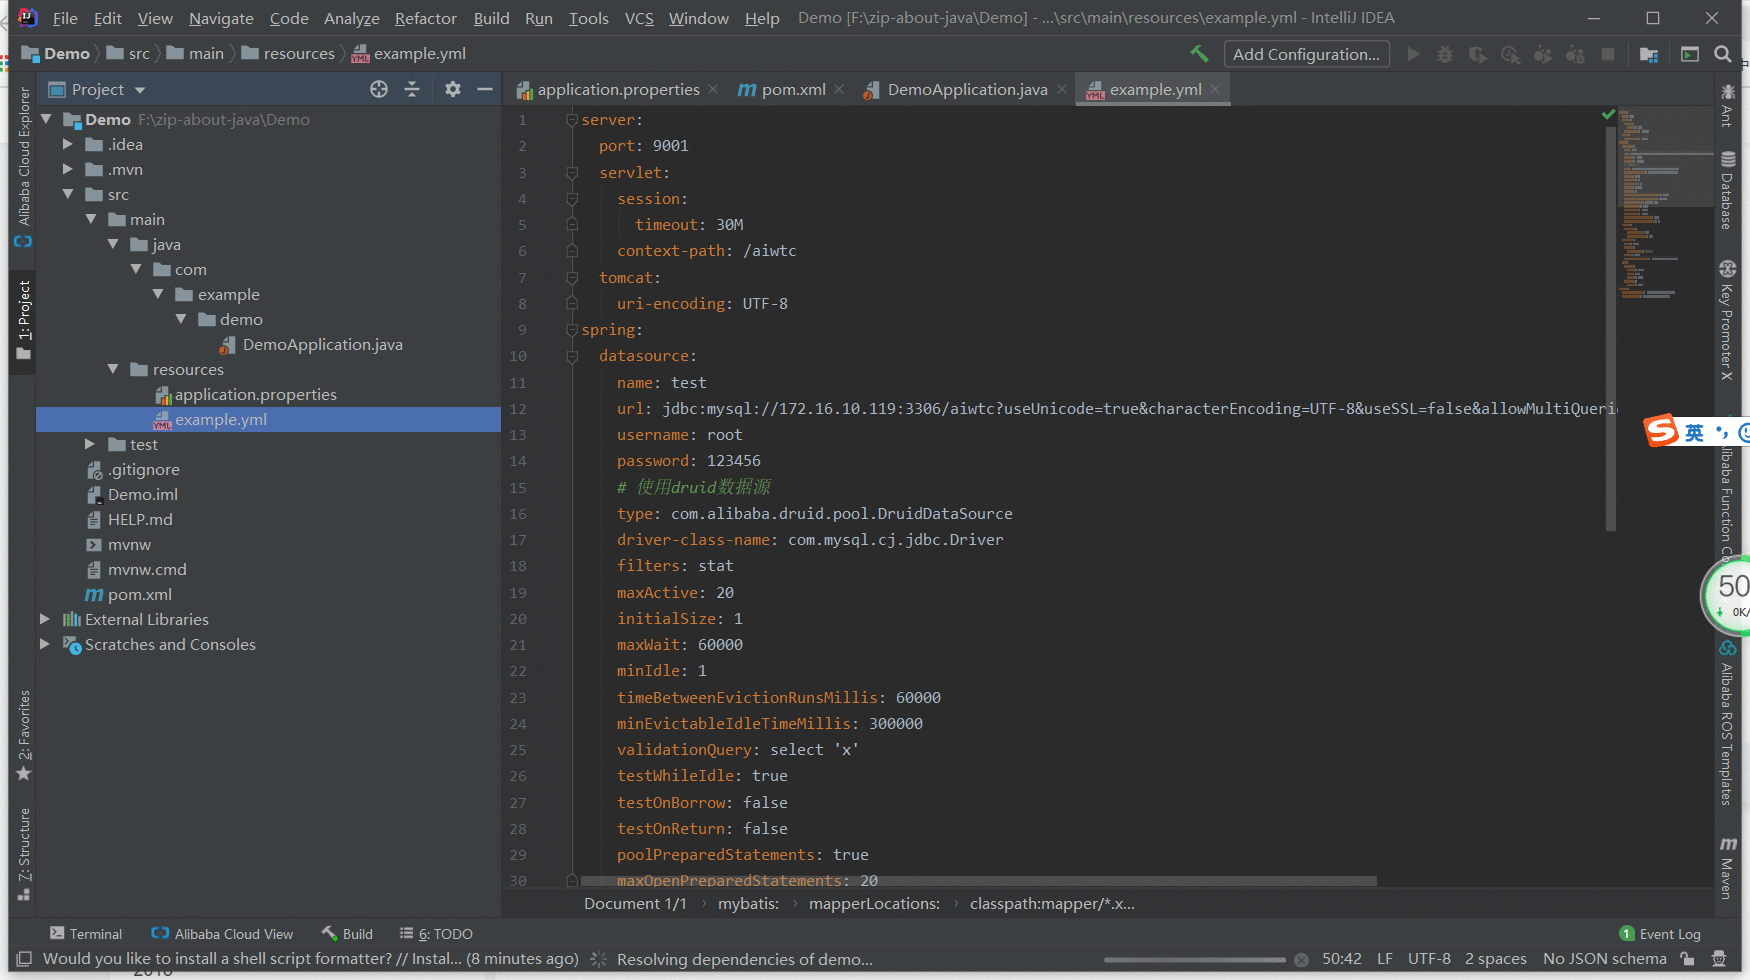 File Edit View Navigate Code Analyze Refactor Build Run Tools VCS Window Help Demo [F:\zip-about-java\Demo] - ...\src\main\resources\example.yml - IntelliJ IDEA
Demo src main resources example.yml Add Configuration...
Project
application.properties pom.xml DemoApplication.java example.yml
Demo F:\zip-about-java\Demo
.idea
.mvn
src
main
java
com
example
demo
DemoApplication.java
resources
application.properties
example.yml
test
.gitignore
Demo.iml
HELP.md
mvnw
mvnw.cmd
pom.xml
External Libraries
Scratches and Consoles
Alibaba Cloud Explorer
1: Project
2: Favorites
7: Structure
1 server:
2 port: 9001
3 servlet:
4 session:
5 timeout: 30M
6 context-path: /aiwtc
7 tomcat:
8 uri-encoding: UTF-8
9 spring:
10 datasource:
11 name: test
12 url: jdbc:mysql://172.16.10.119:3306/aiwtc?useUnicode=true&characterEncoding=UTF-8&useSSL=false&allowMultiQueri
13 username: root
14 password: 123456
15 # 使用druid数据源
16 type: com.alibaba.druid.pool.DruidDataSource
17 driver-class-name: com.mysql.cj.jdbc.Driver
18 filters: stat
19 maxActive: 20
20 initialSize: 1
21 maxWait: 60000
22 minIdle: 1
23 timeBetweenEvictionRunsMillis: 60000
24 minEvictableIdleTimeMillis: 300000
25 validationQuery: select 'x'
26 testWhileIdle: true
27 testOnBorrow: false
28 testOnReturn: false
29 poolPreparedStatements: true
30 maxOpenPreparedStatements: 20
Document 1/1 mybatis: mapperLocations: classpath:mapper/*.x...
Ant
Database
Key Promoter X
Alibaba Function Co
Alibaba ROS Templates
Maven
英
50
0K/
Terminal Alibaba Cloud View Build 6: TODO 1 Event Log
Would you like to install a shell script formatter? // Instal... (8 minutes ago) Resolving dependencies of demo... 50:42 LF UTF-8 2 spaces No JSON schema